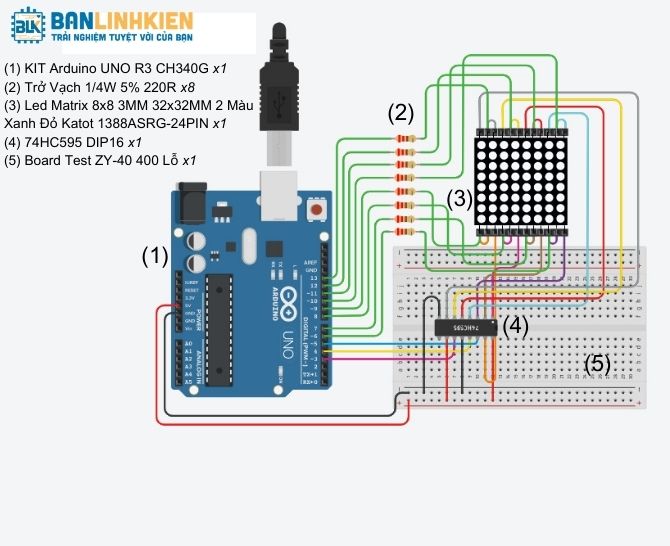 BLK BANLINHKIEN
TRẢI NGHIỆM TUYỆT VỜI CỦA BẠN
(1) KIT Arduino UNO R3 CH340G x1
(2) Trở Vạch 1/4W 5% 220R x8
(3) Led Matrix 8x8 3MM 32x32MM 2 Màu
Xanh Đỏ Katot 1388ASRG-24PIN x1
(4) 74HC595 DIP16 x1
(5) Board Test ZY-40 400 Lỗ x1
(1)
(2)
(3)
(4)
(5)
AREF
GND
13
12
~11
~10
~9
8
7
~6
~5
4
~3
2
TX→1
RX←0
DIGITAL (PWM~)
IOREF
RESET
3.3V
5V
GND
GND
Vin
POWER
A0
A1
A2
A3
A4
A5
ANALOG IN
TX
RX
L
ON
ARDUINO
UNO
74HC595